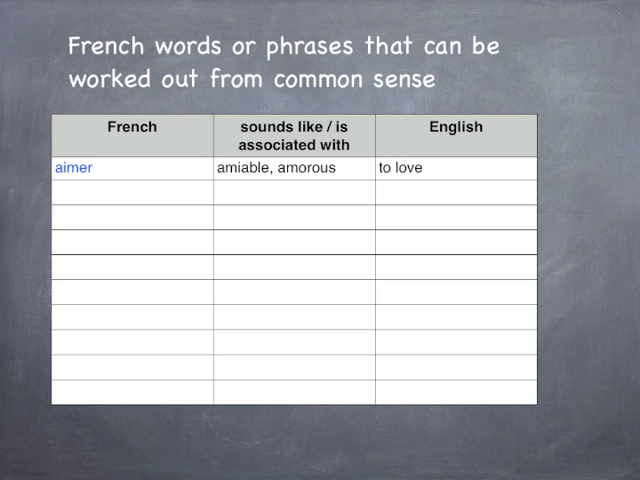 French words or phrases that can be
worked out from common sense
French sounds like / is English
associated with
aimer amiable, amorous to love